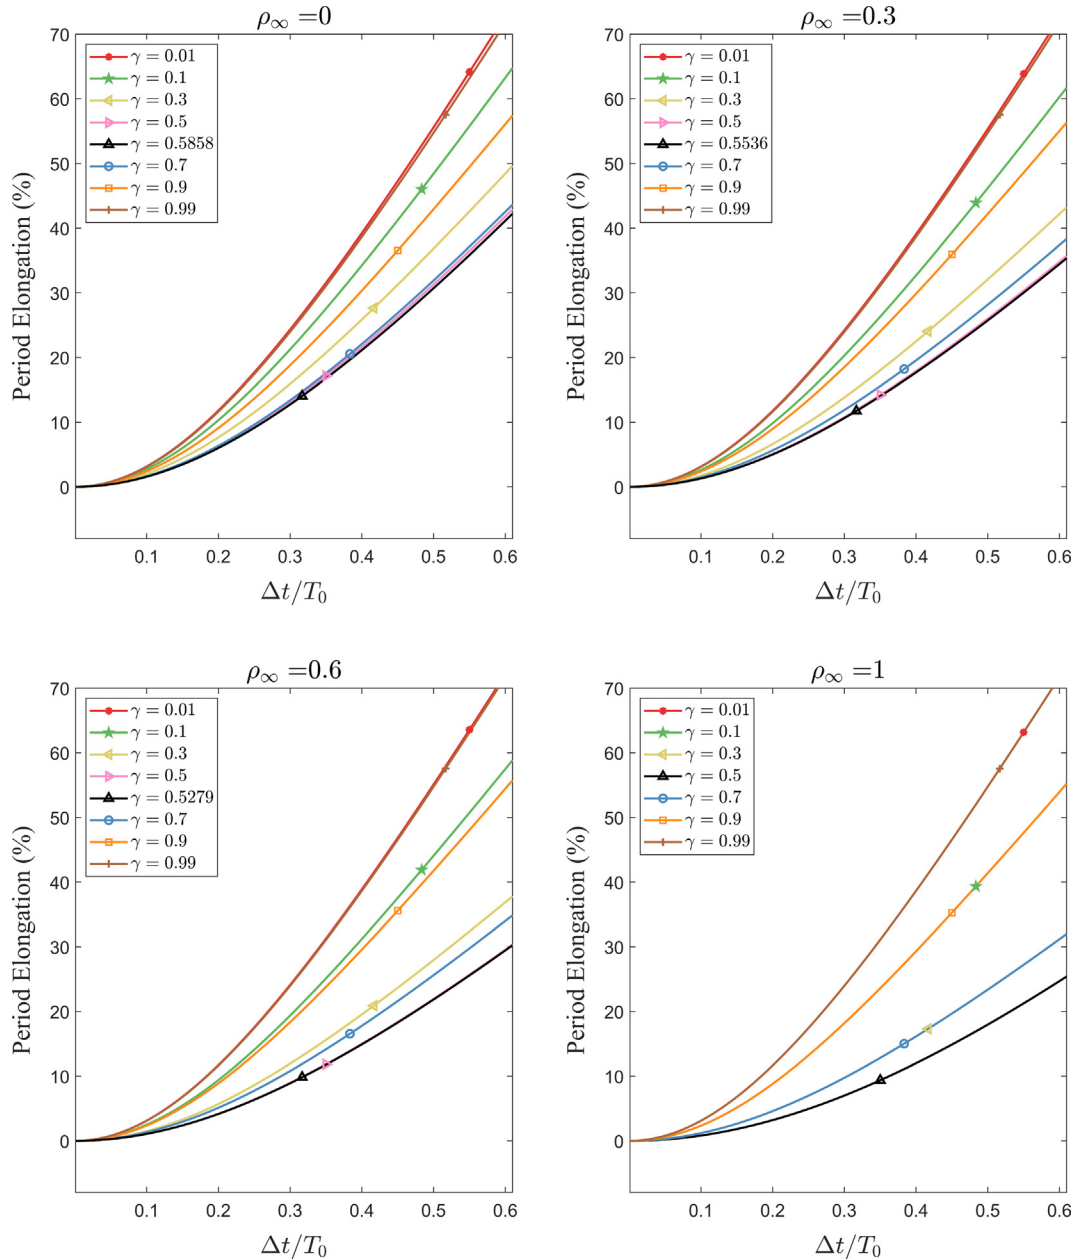 ρ∞ =0
Period Elongation (%)
70
60
50
40
30
20
10
0
γ = 0.01
γ = 0.1
γ = 0.3
γ = 0.5
γ = 0.5858
γ = 0.7
γ = 0.9
γ = 0.99
0.1 0.2 0.3 0.4 0.5 0.6
Δt/T0
ρ∞ =0.3
Period Elongation (%)
70
60
50
40
30
20
10
0
γ = 0.01
γ = 0.1
γ = 0.3
γ = 0.5
γ = 0.5536
γ = 0.7
γ = 0.9
γ = 0.99
0.1 0.2 0.3 0.4 0.5 0.6
Δt/T0
ρ∞ =0.6
Period Elongation (%)
70
60
50
40
30
20
10
0
γ = 0.01
γ = 0.1
γ = 0.3
γ = 0.5
γ = 0.5279
γ = 0.7
γ = 0.9
γ = 0.99
0.1 0.2 0.3 0.4 0.5 0.6
Δt/T0
ρ∞ =1
Period Elongation (%)
70
60
50
40
30
20
10
0
γ = 0.01
γ = 0.1
γ = 0.3
γ = 0.5
γ = 0.7
γ = 0.9
γ = 0.99
0.1 0.2 0.3 0.4 0.5 0.6
Δt/T0